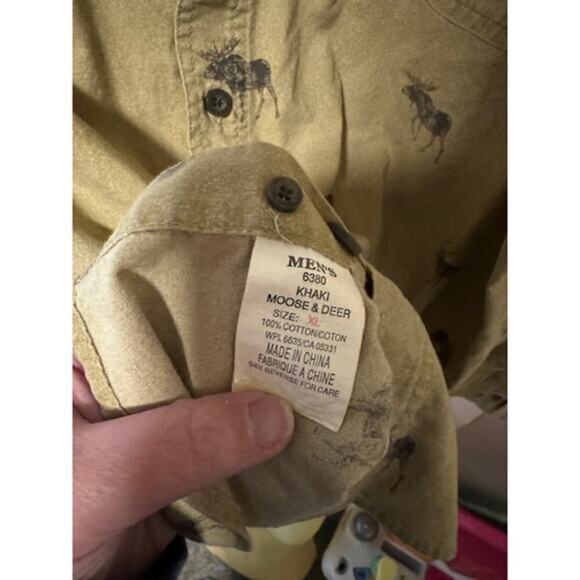 MEN'S
6380
KHAKI
MOOSE & DEER
SIZE: XL
100% COTTON/COTON
WPL 6635/CA 05331
MADE IN CHINA
FABRIQUE A CHINE
SEE REVERSE FOR CARE